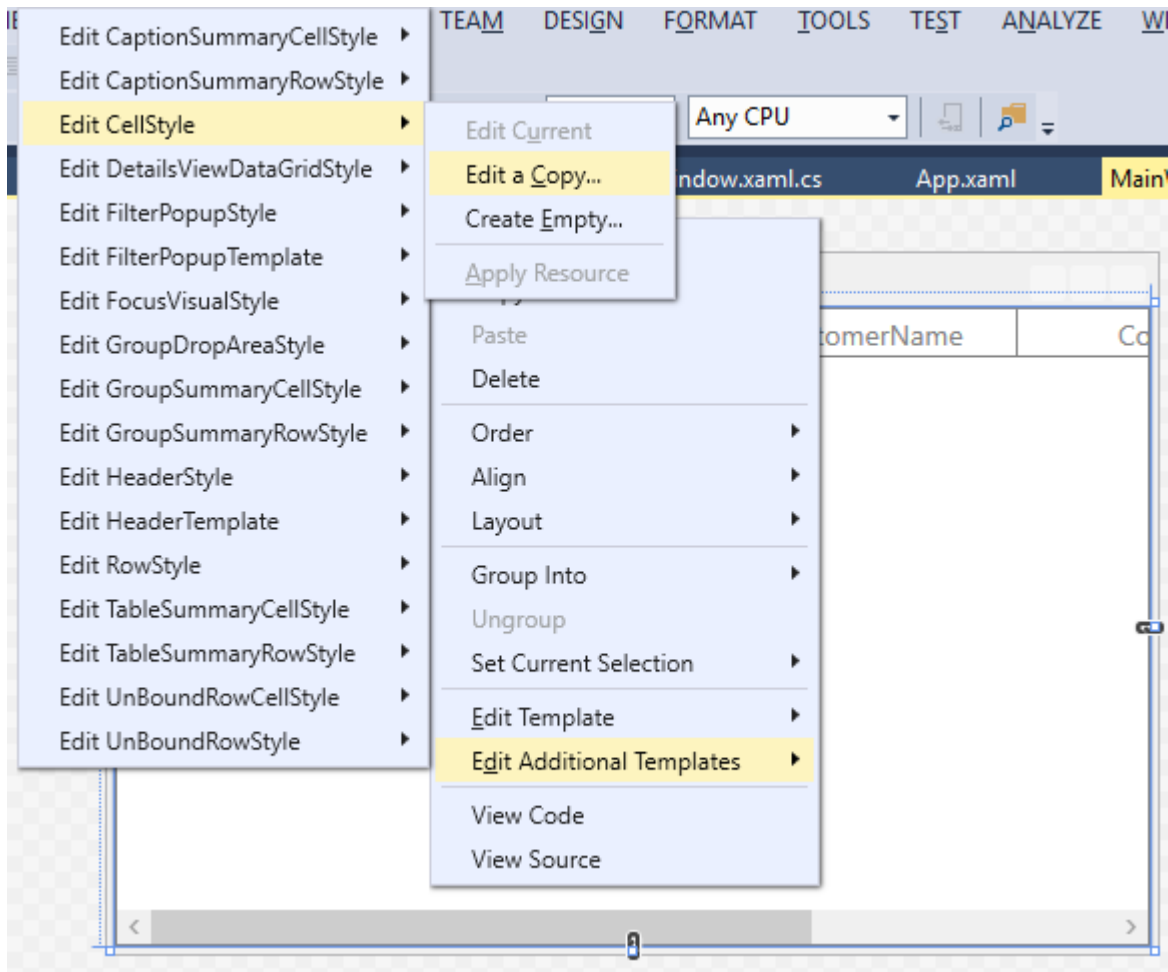 TEAM DESIGN FORMAT TOOLS TEST ANALYZE
Any CPU
ndow.xaml.cs App.xaml Main
Edit CaptionSummaryCellStyle
Edit CaptionSummaryRowStyle
Edit CellStyle
Edit DetailsViewDataGridStyle
Edit FilterPopupStyle
Edit FilterPopupTemplate
Edit FocusVisualStyle
Edit GroupDropAreaStyle
Edit GroupSummaryCellStyle
Edit GroupSummaryRowStyle
Edit HeaderStyle
Edit HeaderTemplate
Edit RowStyle
Edit TableSummaryCellStyle
Edit TableSummaryRowStyle
Edit UnBoundRowCellStyle
Edit UnBoundRowStyle
Edit Current
Edit a Copy...
Create Empty...
Apply Resource
Paste
Delete
Order
Align
Layout
Group Into
Ungroup
Set Current Selection
Edit Template
Edit Additional Templates
View Code
View Source
tomerName Co